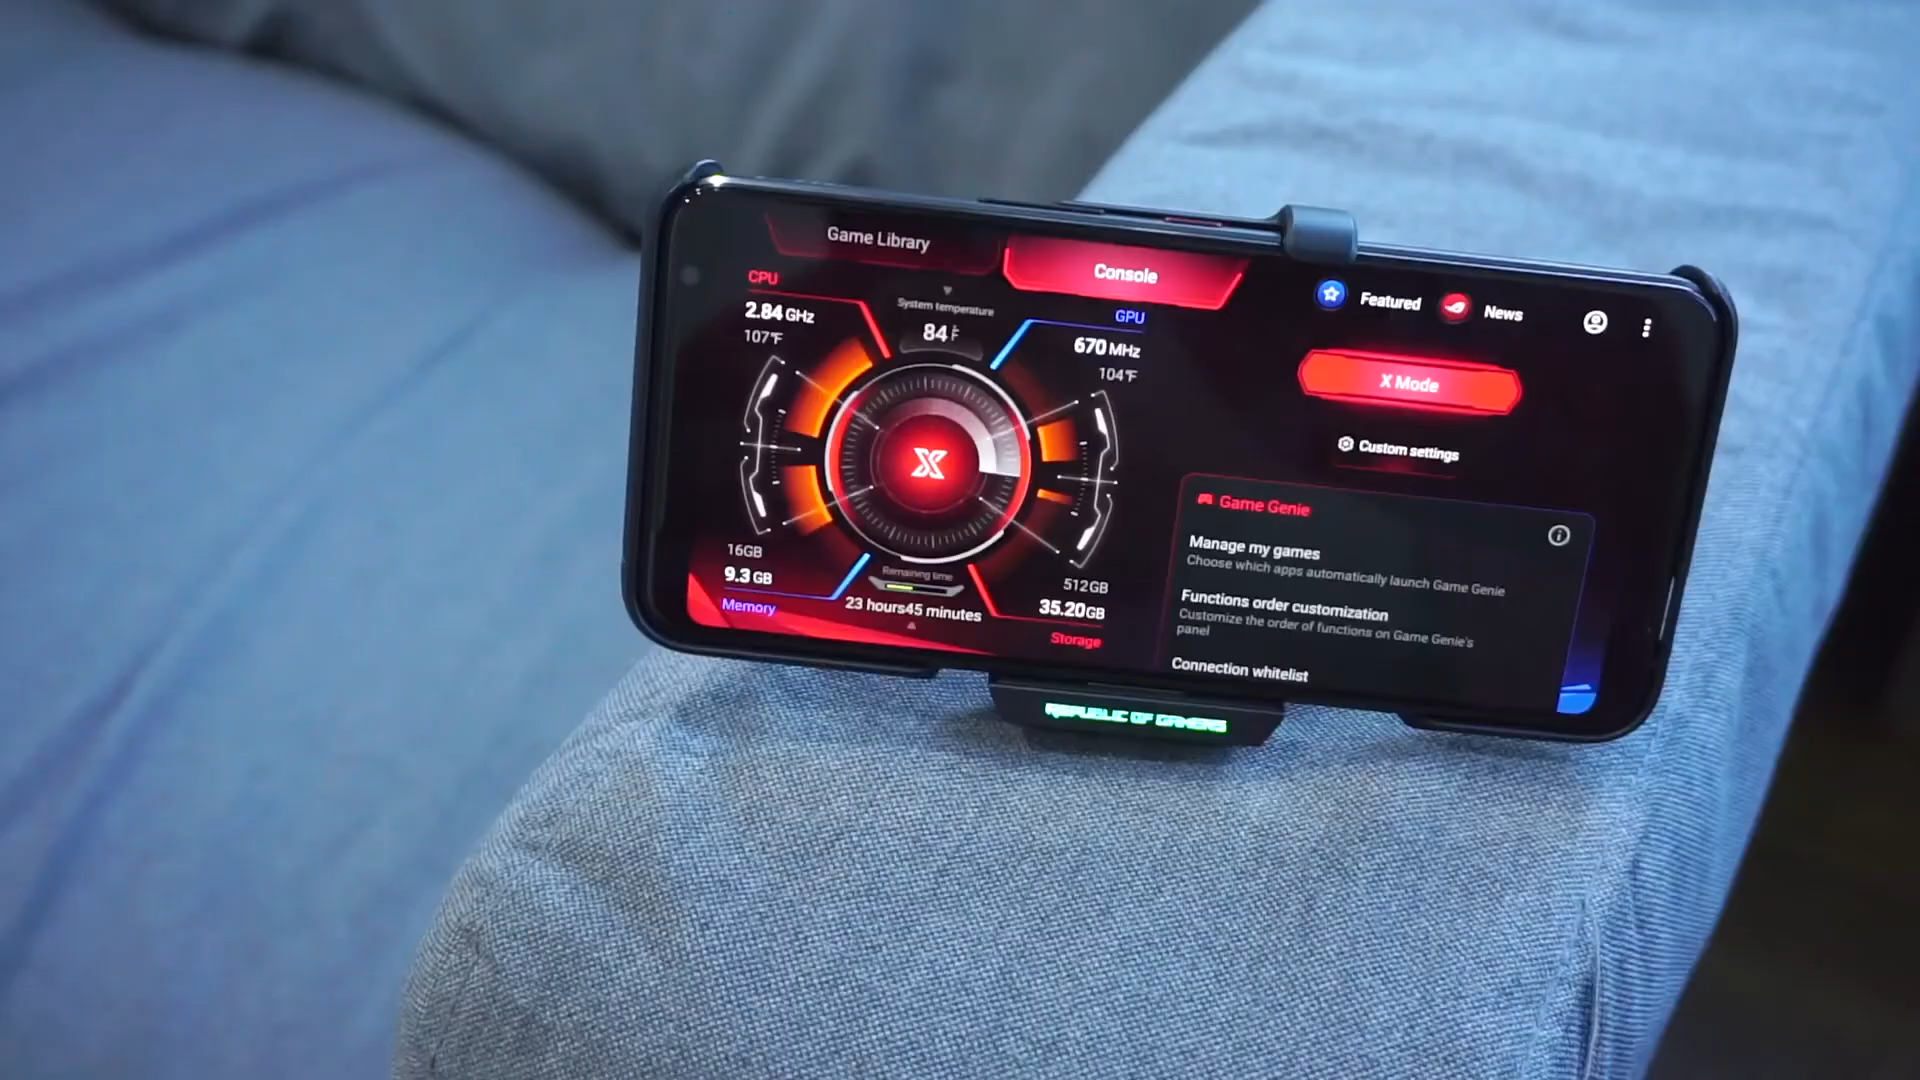 Game Library
Console
Featured
News
CPU
2.84 GHz
107°F
System temperature
84°F
GPU
670 MHz
104°F
X Mode
Custom settings
X
16GB
9.3 GB
Memory
Remaining time
23 hours45 minutes
512GB
35.20GB
Storage
Game Genie
Manage my games
Choose which apps automatically launch Game Genie
Functions order customization
Customize the order of functions on Game Genie's
panel
Connection whitelist
REPUBLIC OF GAMERS